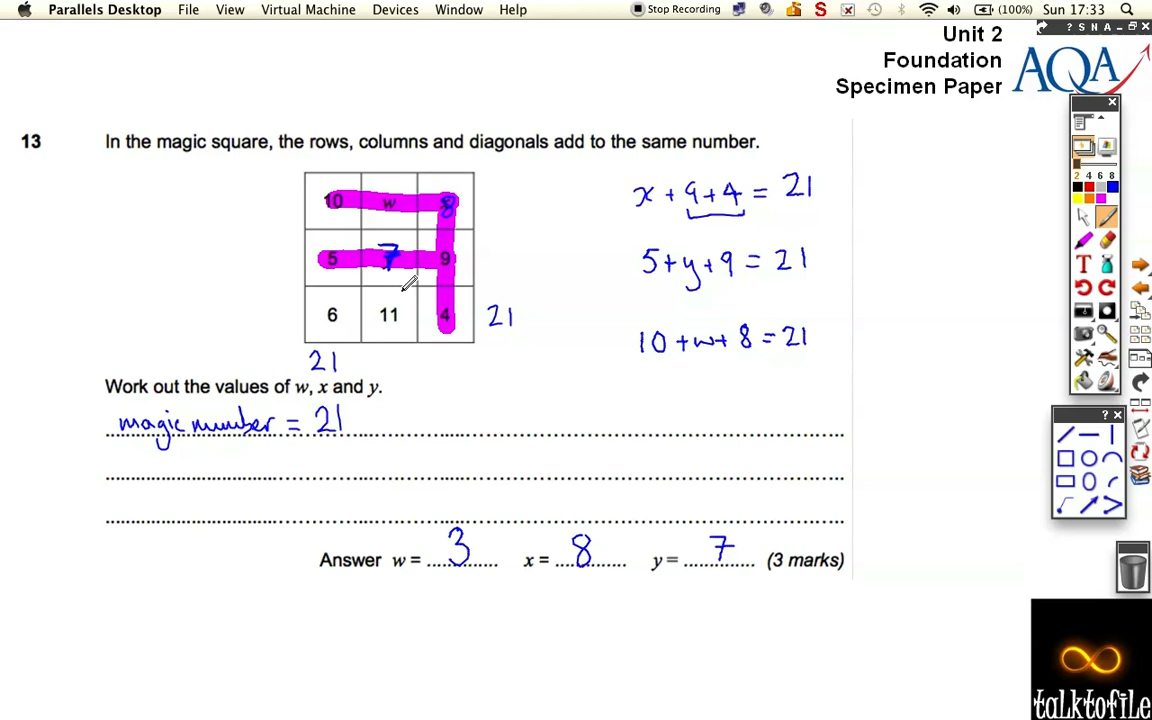 Parallels Desktop File View Virtual Machine Devices Window Help Stop Recording (100%) Sun 17:33
? S N A
Unit 2
Foundation
Specimen Paper
AQA
13 In the magic square, the rows, columns and diagonals add to the same number.
10 w 8
5 7 9
6 11 4 21
21
x + 9 + 4 = 21
5 + y + 9 = 21
10 + w + 8 = 21
Work out the values of w, x and y.
magic number = 21
Answer w = 3 x = 8 y = 7 (3 marks)
2 4 6 8
T
?
talktofile